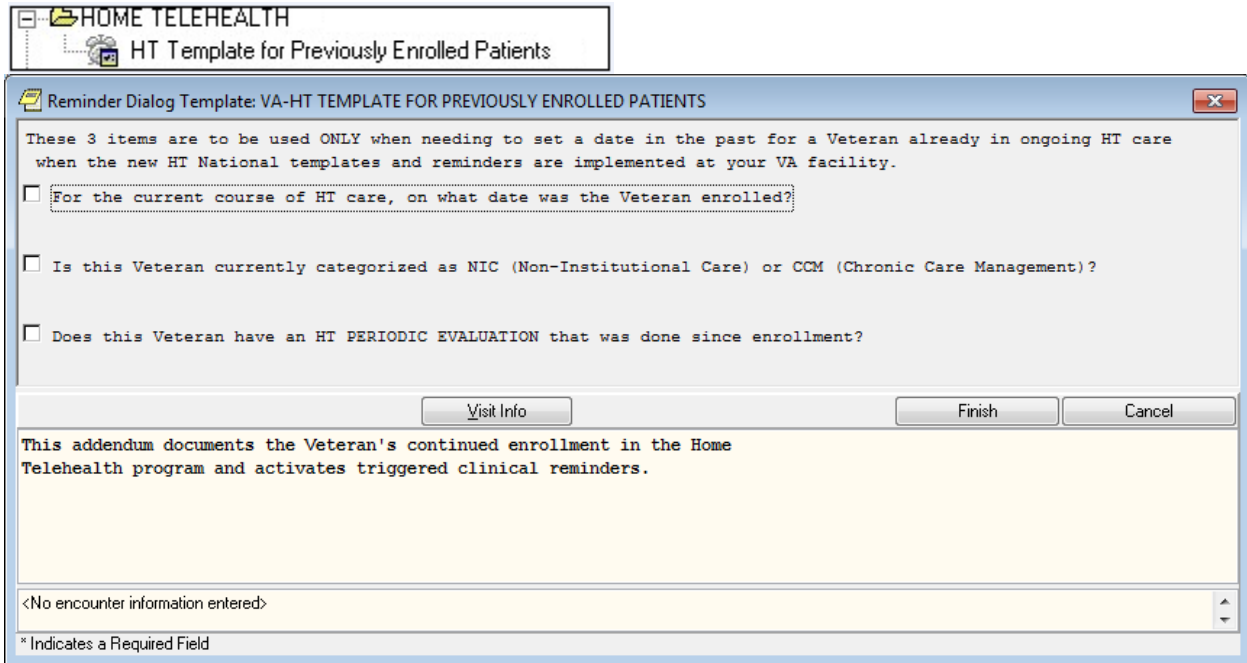 HOME TELEHEALTH
HT Template for Previously Enrolled Patients
Reminder Dialog Template: VA-HT TEMPLATE FOR PREVIOUSLY ENROLLED PATIENTS
These 3 items are to be used ONLY when needing to set a date in the past for a Veteran already in ongoing HT care
when the new HT National templates and reminders are implemented at your VA facility.
For the current course of HT care, on what date was the Veteran enrolled?
Is this Veteran currently categorized as NIC (Non-Institutional Care) or CCM (Chronic Care Management)?
Does this Veteran have an HT PERIODIC EVALUATION that was done since enrollment?
Visit Info Finish Cancel
This addendum documents the Veteran's continued enrollment in the Home
Telehealth program and activates triggered clinical reminders.
<No encounter information entered>
* Indicates a Required Field